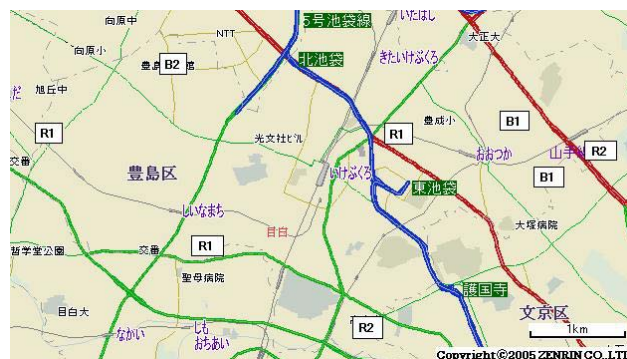 5号池袋線
いたばし
向原中
NTT
大正大
向原小
B2
北池袋
きたいけぶくろ
旭丘中
R1
光文社ビル
R1
豊成小
B1
おおつか
山手
R2
交番
豊島区
いけぶくろ
東池袋
B1
しいなまち
目白
大塚病院
哲学堂公園
交番
R1
聖母病院
護国寺
文京区
目白大
R2
ながい
しも
おちあい
1km
Copyright©2005 ZENRIN CO.,LTD